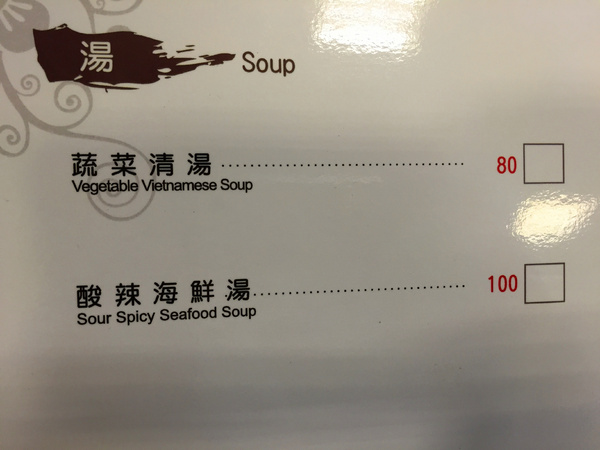 湯 Soup
蔬菜清湯 80
Vegetable Vietnamese Soup
酸辣海鮮湯 100
Sour Spicy Seafood Soup